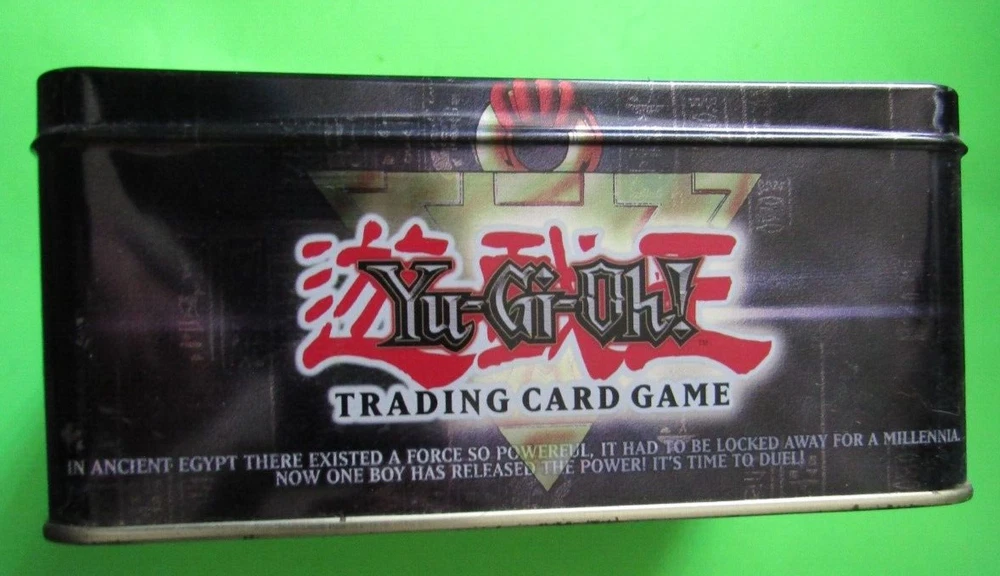 遊戯王
Yu-Gi-Oh!
TM
TRADING CARD GAME
IN ANCIENT EGYPT THERE EXISTED A FORCE SO POWERFUL, IT HAD TO BE LOCKED AWAY FOR A MILLENNIA.
NOW ONE BOY HAS RELEASED THE POWER! IT'S TIME TO DUEL!